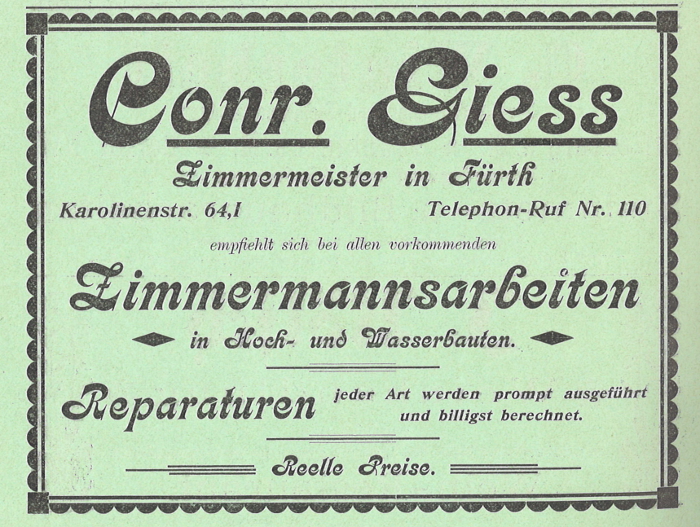 Conr. Giess
Zimmermeister in Fürth
Karolinenstr. 64,I Telephon-Ruf Nr. 110
empfiehlt sich bei allen vorkommenden
Zimmermannsarbeiten
in Hoch- und Wasserbauten.
Reparaturen jeder Art werden prompt ausgeführt
und billigst berechnet.
Reelle Preise.